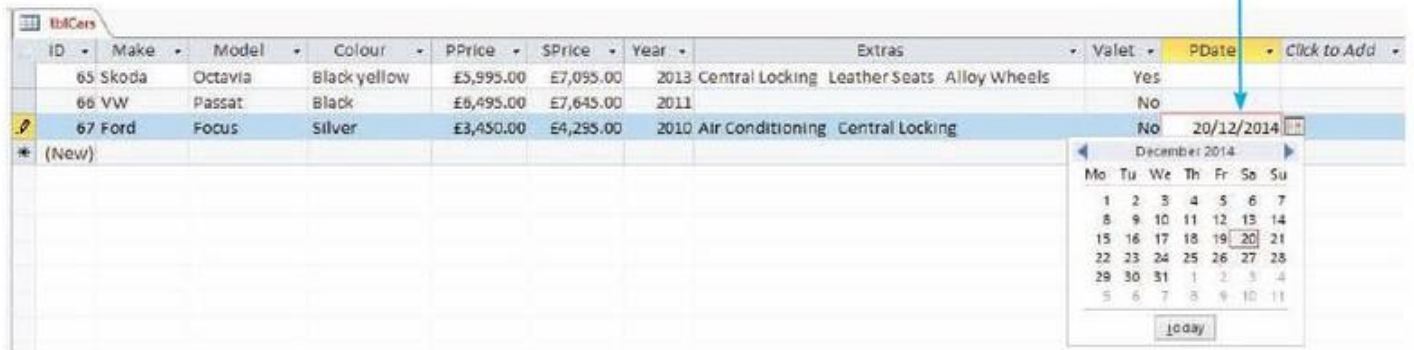 tblCars
ID Make Model Colour PPrice SPrice Year Extras Valet PDate Click to Add
65 Skoda Octavia Black yellow £5,995.00 £7,095.00 2013 Central Locking Leather Seats Alloy Wheels Yes
66 VW Passat Black £6,495.00 £7,645.00 2011 No
67 Ford Focus Silver £3,450.00 £4,295.00 2010 Air Conditioning Central Locking No 20/12/2014
(New)
December 2014
Mo Tu We Th Fr Sa Su
1 2 3 4 5 6 7
8 9 10 11 12 13 14
15 16 17 18 19 20 21
22 23 24 25 26 27 28
29 30 31 1 2 3 4
5 6 7 8 9 10 11
Today